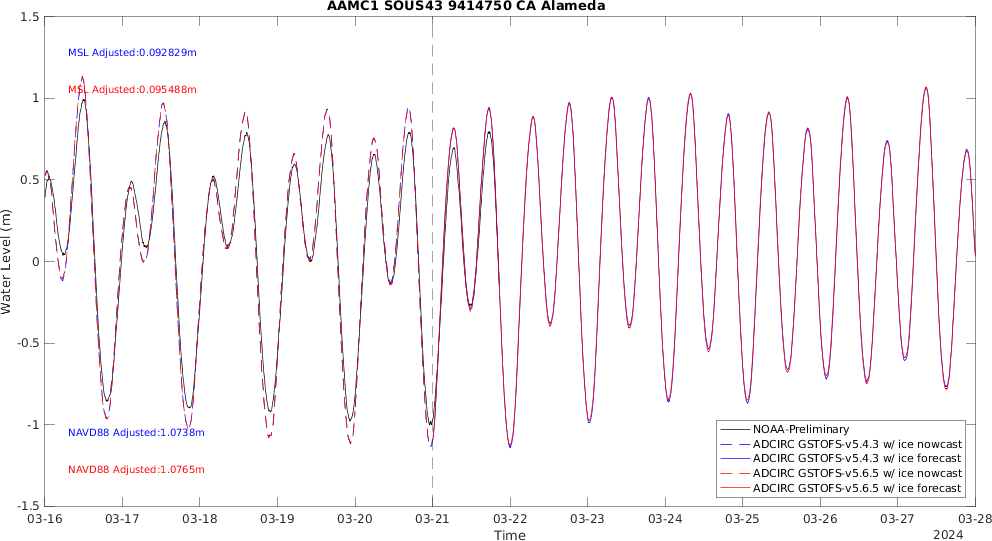 AAMC1 SOUS43 9414750 CA Alameda
1.5
MSL Adjusted:0.092829m
MSL Adjusted:0.095488m
1
0.5
Water Level (m)
0
-0.5
-1
NAVD88 Adjusted:1.0738m
NAVD88 Adjusted:1.0765m
-1.5
NOAA-Preliminary
ADCIRC GSTOFS-v5.4.3 w/ ice nowcast
ADCIRC GSTOFS-v5.4.3 w/ ice forecast
ADCIRC GSTOFS-v5.6.5 w/ ice nowcast
ADCIRC GSTOFS-v5.6.5 w/ ice forecast
03-16 03-17 03-18 03-19 03-20 03-21 03-22 03-23 03-24 03-25 03-26 03-27 03-28
Time
2024